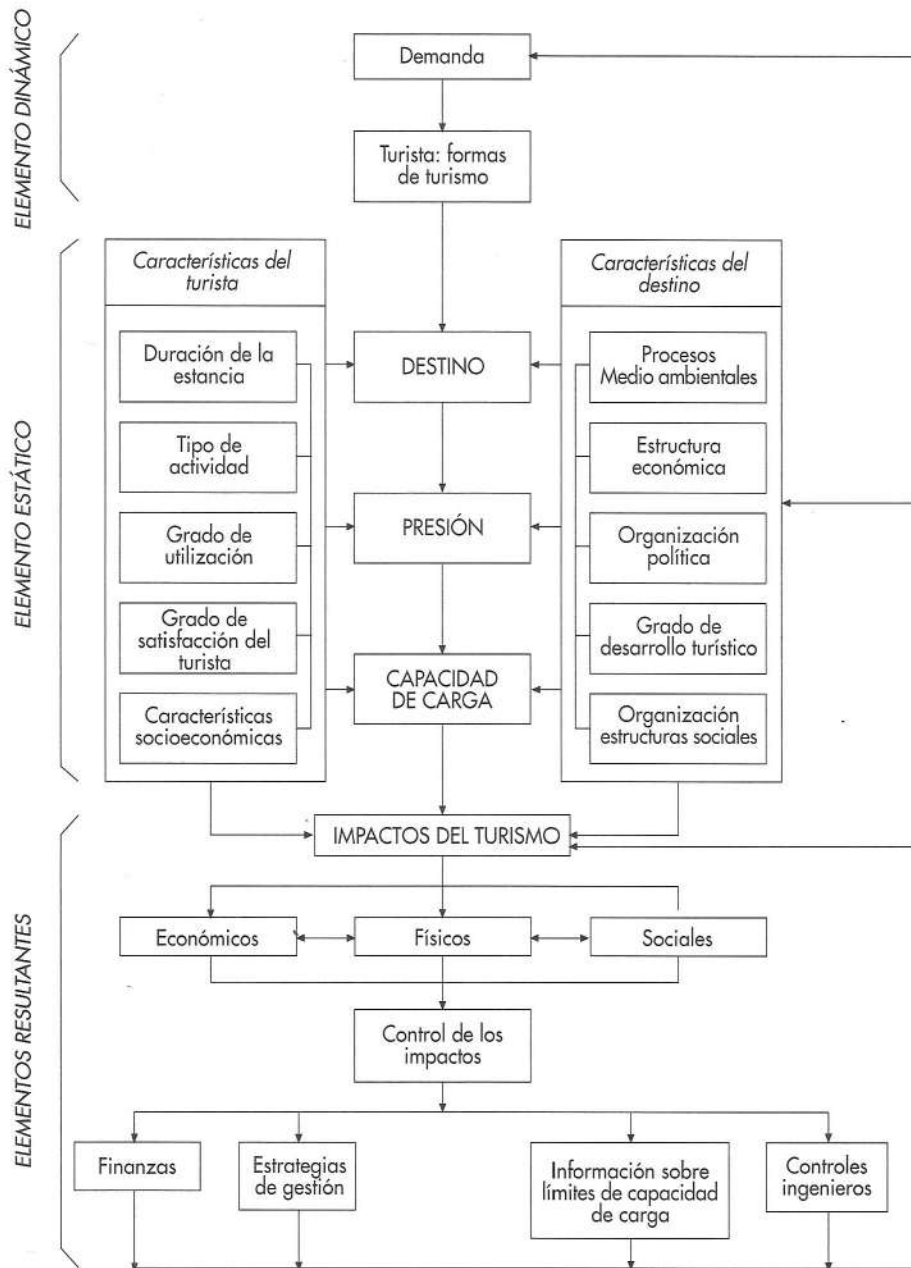 ELEMENTO DINÁMICO
Demanda
Turista: formas
de turismo
ELEMENTO ESTÁTICO
Características del
turista
Duración de la
estancia
Tipo de
actividad
Grado de
utilización
Grado de
satisfacción del
turista
Características
socioeconómicas
DESTINO
PRESIÓN
CAPACIDAD
DE CARGA
Características del
destino
Procesos
Medio ambientales
Estructura
económica
Organización
política
Grado de
desarrollo turístico
Organización
estructuras sociales
ELEMENTOS RESULTANTES
IMPACTOS DEL TURISMO
Económicos
Físicos
Sociales
Control de los
impactos
Finanzas
Estrategias
de gestión
Información sobre
límites de capacidad
de carga
Controles
ingenieros